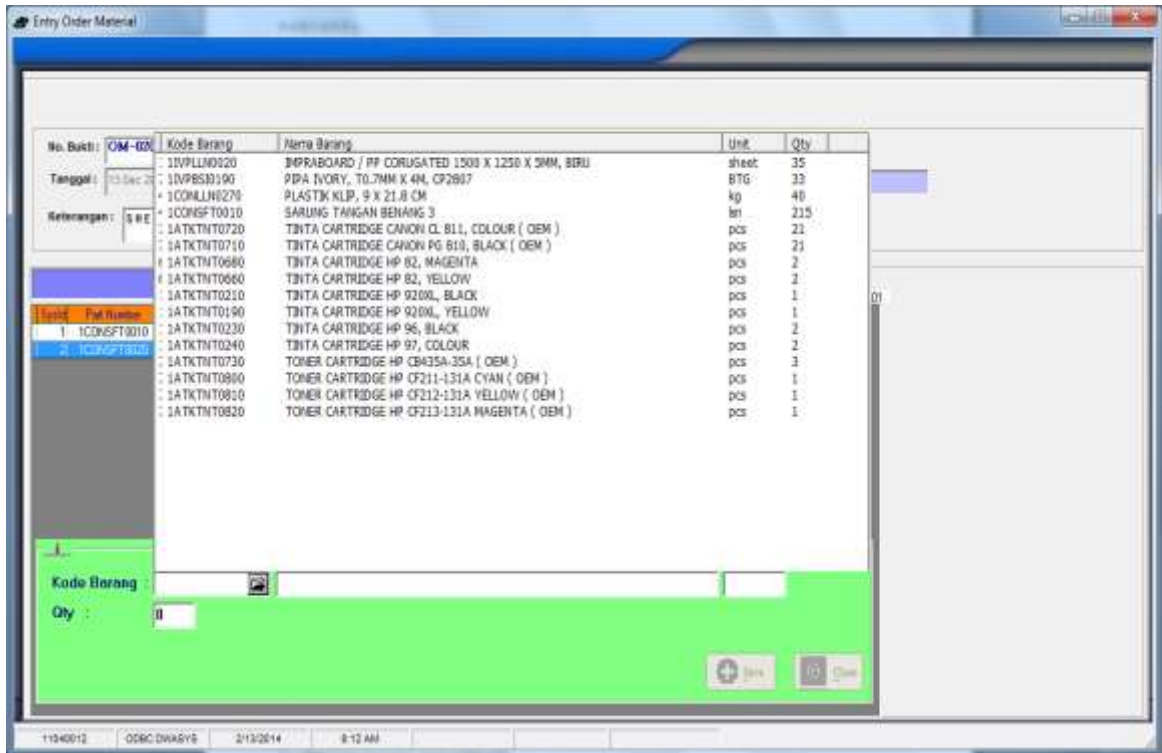 Entry Order Material
No. Bukti : OM-020
Tanggal :
Keterangan : S H E
Kode Barang Nama Barang Unit Qty
1IVPLLN0020 IMPRABOARD / PP CORUGATED 1500 X 1250 X 5MM, BIRU sheet 35
1IVPBSI0190 PIPA IVORY, T0.7MM X 4M, CP2807 BTG 33
1CONLLN0270 PLASTIK KLIP, 9 X 21.8 CM kg 40
1CONSFT0010 SARUNG TANGAN BENANG 3 lsn 215
1ATKTNT0720 TINTA CARTRIDGE CANON CL 811, COLOUR ( OEM ) pcs 21
1ATKTNT0710 TINTA CARTRIDGE CANON PG 810, BLACK ( OEM ) pcs 21
1ATKTNT0680 TINTA CARTRIDGE HP 82, MAGENTA pcs 2
1ATKTNT0660 TINTA CARTRIDGE HP 82, YELLOW pcs 2
1ATKTNT0210 TINTA CARTRIDGE HP 920XL, BLACK pcs 1
1ATKTNT0190 TINTA CARTRIDGE HP 920XL, YELLOW pcs 1
1ATKTNT0230 TINTA CARTRIDGE HP 96, BLACK pcs 2
1ATKTNT0240 TINTA CARTRIDGE HP 97, COLOUR pcs 2
1ATKTNT0730 TONER CARTRIDGE HP CB435A-35A ( OEM ) pcs 3
1ATKTNT0800 TONER CARTRIDGE HP CF211-131A CYAN ( OEM ) pcs 1
1ATKTNT0810 TONER CARTRIDGE HP CF212-131A YELLOW ( OEM ) pcs 1
1ATKTNT0820 TONER CARTRIDGE HP CF213-131A MAGENTA ( OEM ) pcs 1
01
Part Number
1 1CONSFT0010
2 1CONSFT0020
Kode Barang :
Qty : 0
Save Close
11040012 ODBC:DWASYS 2/13/2014 8:12 AM